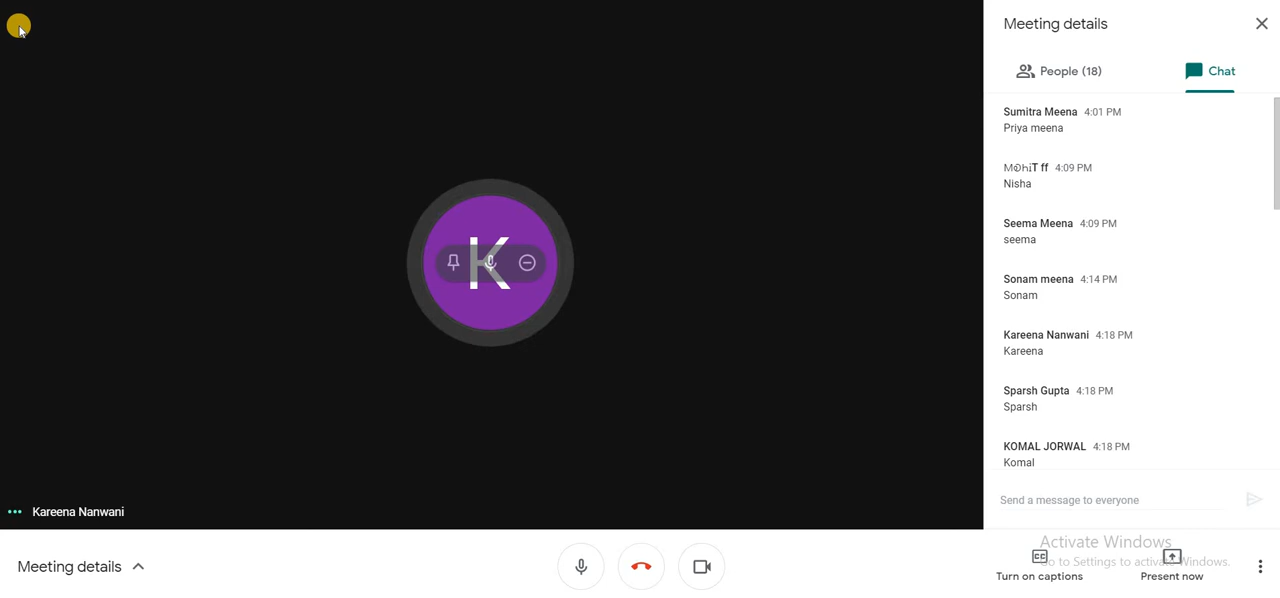 Meeting details
People (18)
Chat
Sumitra Meena 4:01 PM
Priya meena
MᘐhiT ff 4:09 PM
Nisha
Seema Meena 4:09 PM
seema
Sonam meena 4:14 PM
Sonam
Kareena Nanwani 4:18 PM
Kareena
Sparsh Gupta 4:18 PM
Sparsh
KOMAL JORWAL 4:18 PM
Komal
Send a message to everyone
K
Kareena Nanwani
Meeting details
Activate Windows
Go to Settings to activate Windows.
CC
Turn on captions
Present now